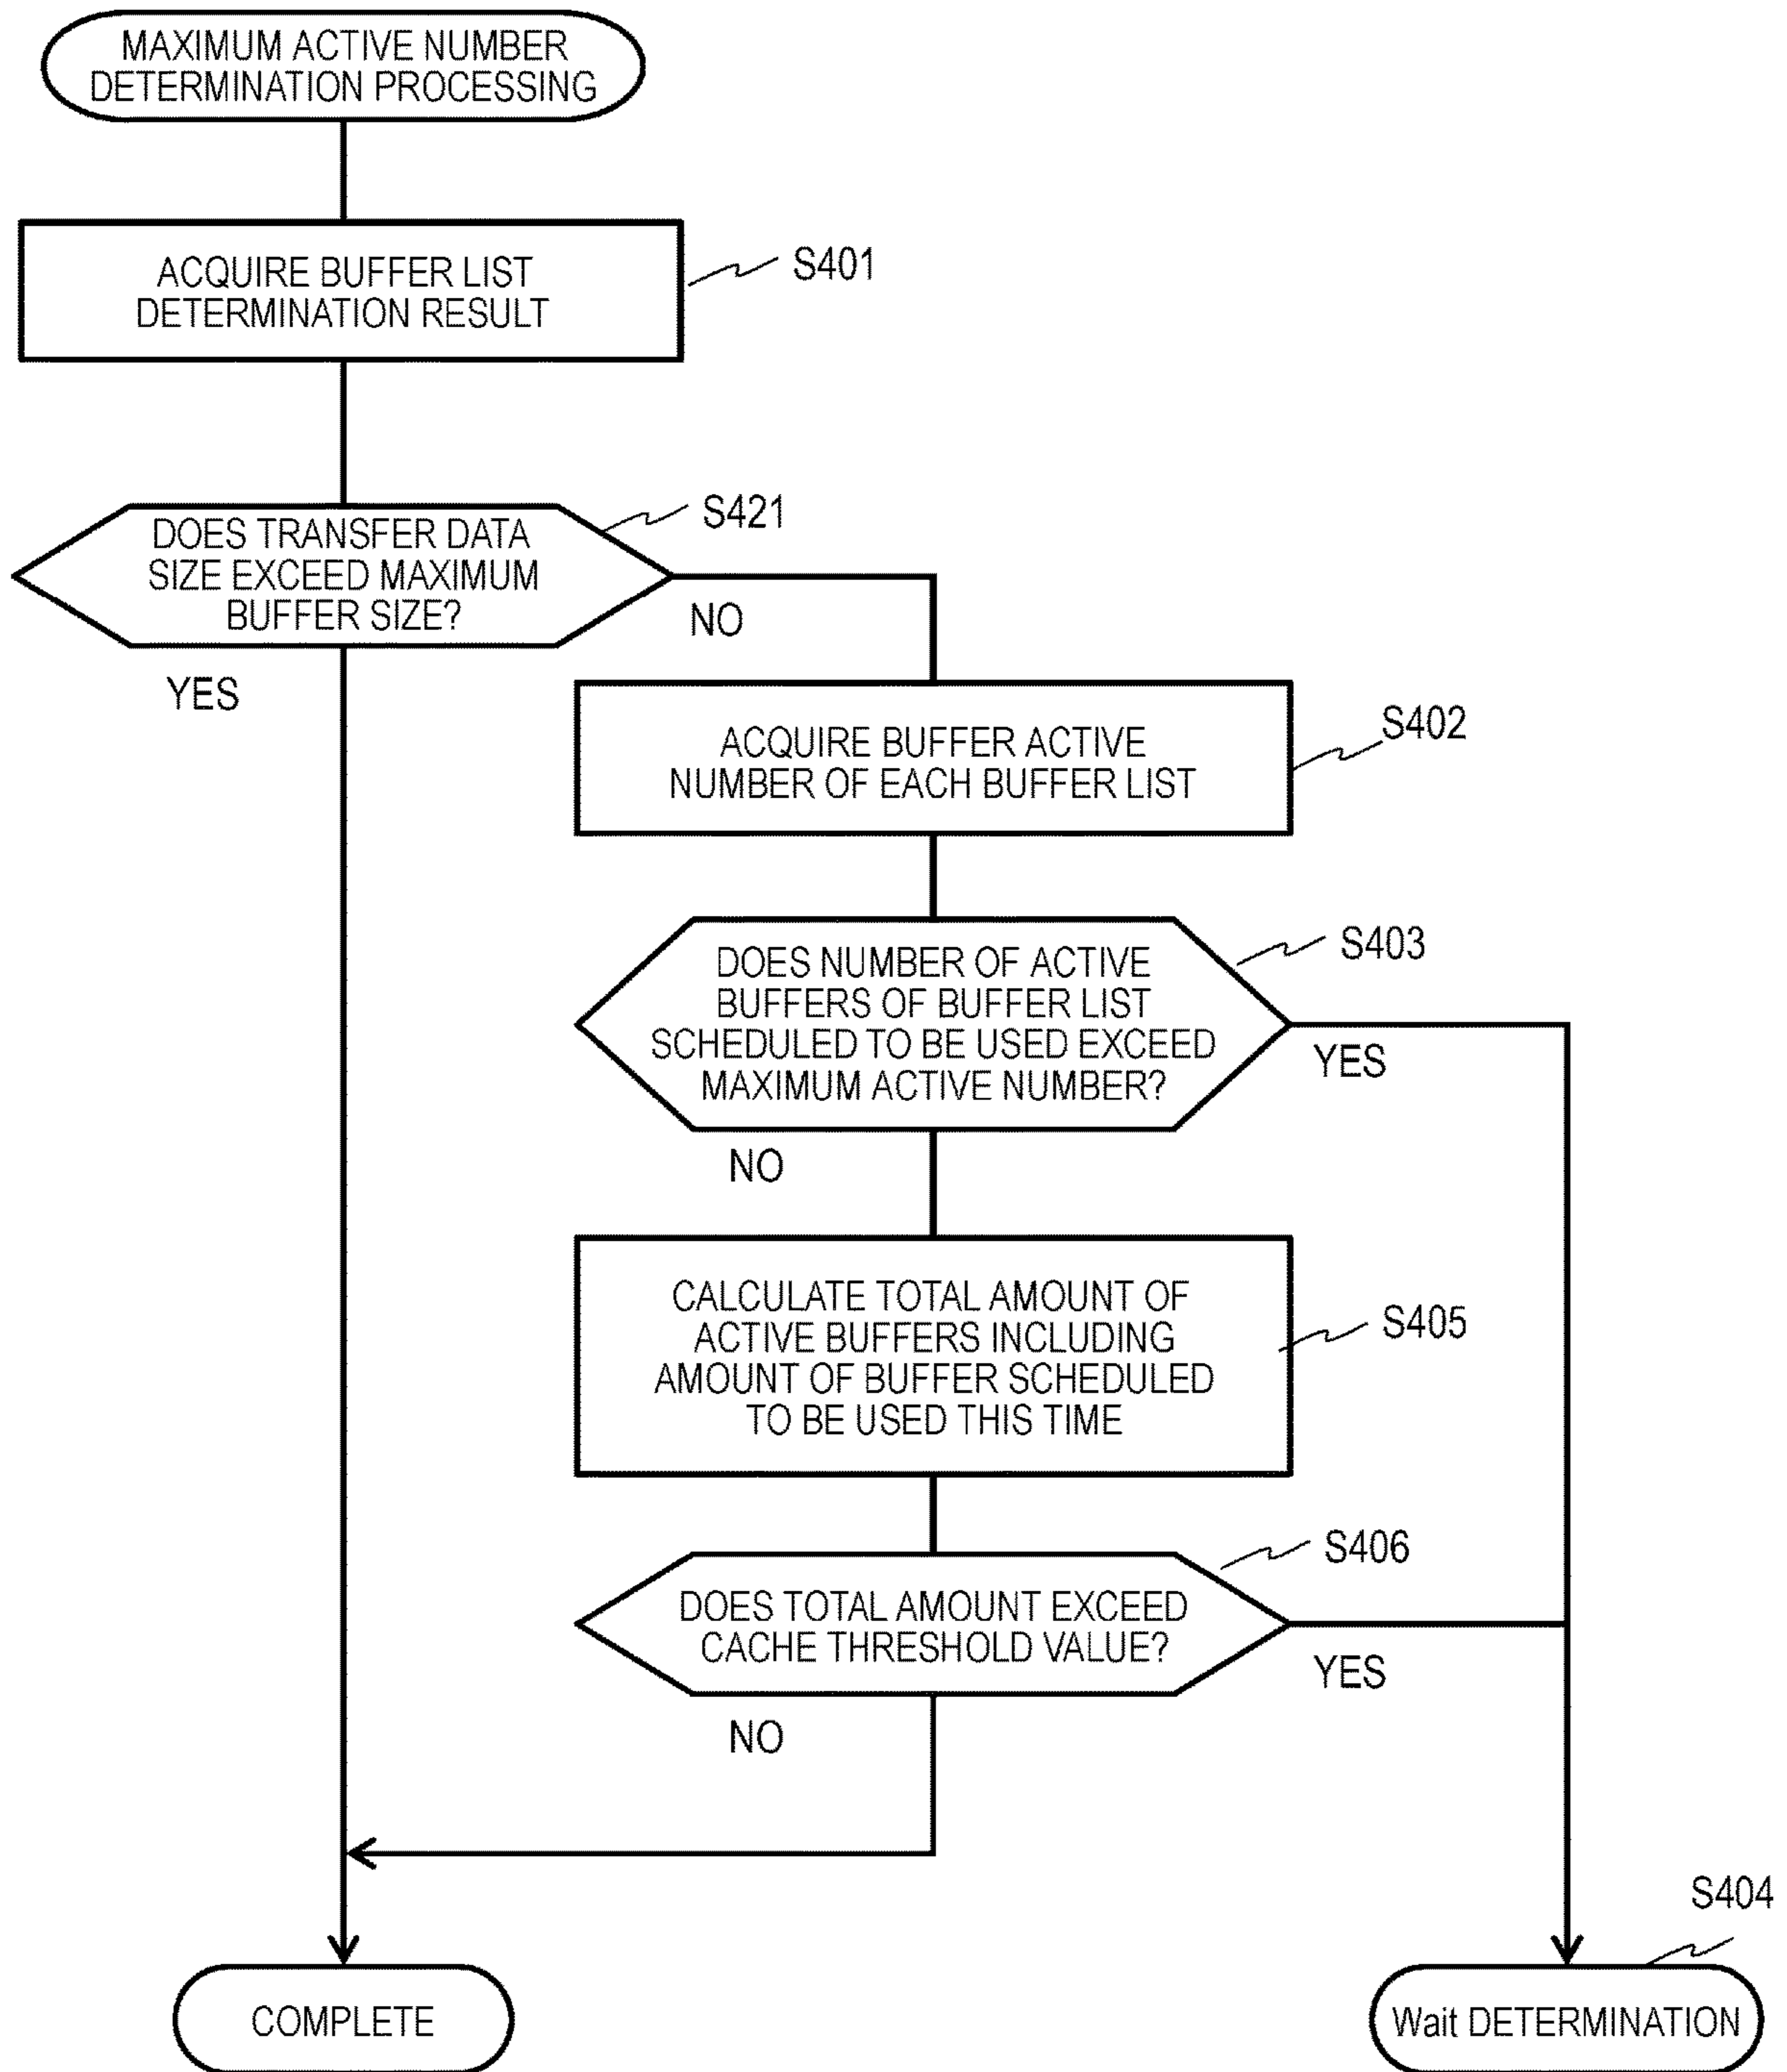 MAXIMUM ACTIVE NUMBER
DETERMINATION PROCESSING
ACQUIRE BUFFER LIST
DETERMINATION RESULT
S401
DOES TRANSFER DATA
SIZE EXCEED MAXIMUM
BUFFER SIZE?
S421
NO
YES
ACQUIRE BUFFER ACTIVE
NUMBER OF EACH BUFFER LIST
S402
DOES NUMBER OF ACTIVE
BUFFERS OF BUFFER LIST
SCHEDULED TO BE USED EXCEED
MAXIMUM ACTIVE NUMBER?
S403
YES
NO
CALCULATE TOTAL AMOUNT OF
ACTIVE BUFFERS INCLUDING
AMOUNT OF BUFFER SCHEDULED
TO BE USED THIS TIME
S405
DOES TOTAL AMOUNT EXCEED
CACHE THRESHOLD VALUE?
S406
YES
NO
S404
COMPLETE
Wait DETERMINATION